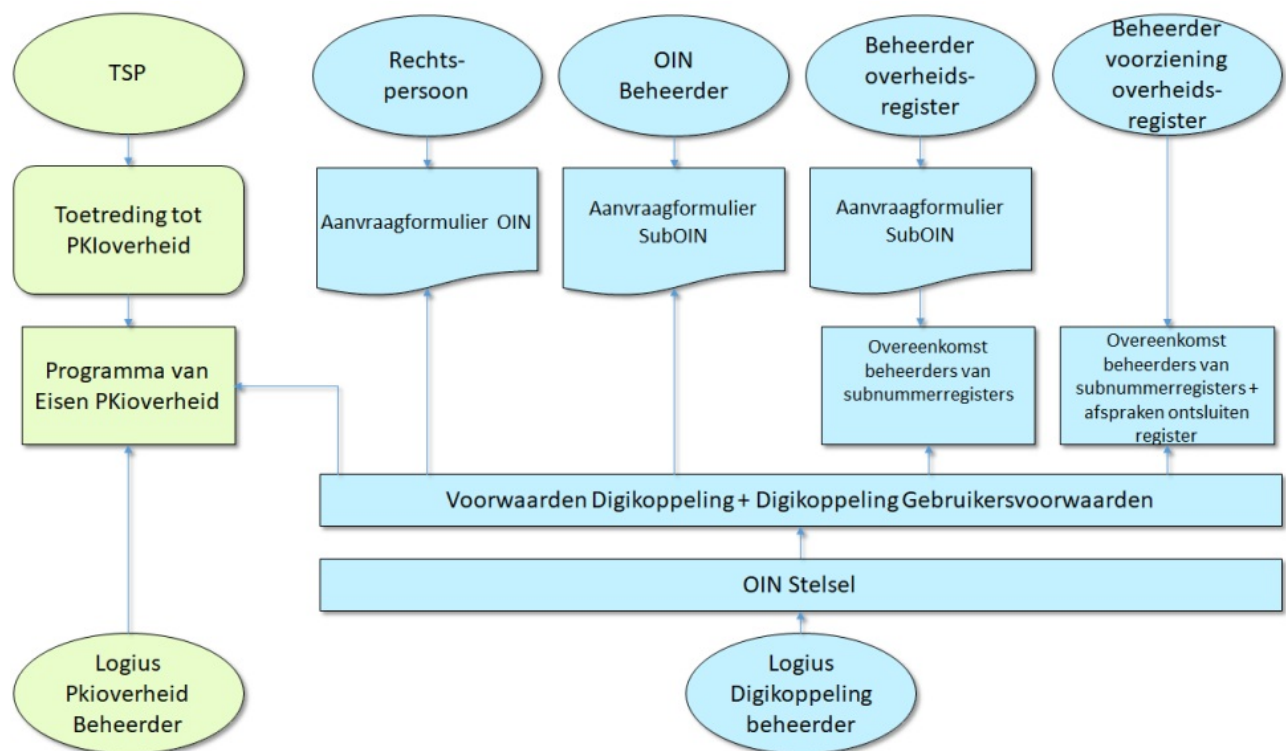 TSP
Rechts-
persoon
OIN
Beheerder
Beheerder
overheids-
register
Beheerder
voorziening
overheids-
register
Toetreding tot
PKIoverheid
Aanvraagformulier OIN
Aanvraagformulier
SubOIN
Aanvraagformulier
SubOIN
Programma van
Eisen PKioverheid
Overeenkomst
beheerders van
subnummerregisters
Overeenkomst
beheerders van
subnummerregisters +
afspraken ontsluiten
register
Voorwaarden Digikoppeling + Digikoppeling Gebruikersvoorwaarden
OIN Stelsel
Logius
Pkioverheid
Beheerder
Logius
Digikoppeling
beheerder